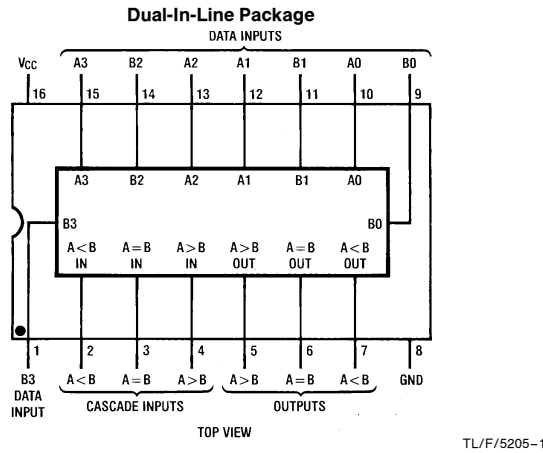 Dual-In-Line Package
DATA INPUTS
VCC A3 B2 A2 A1 B1 A0 B0
16 15 14 13 12 11 10 9
A3 B2 A2 A1 B1 A0
B3 B0
A<B A=B A>B A>B A=B A<B
IN IN IN OUT OUT OUT
1 2 3 4 5 6 7 8
B3 A<B A=B A>B A>B A=B A<B GND
DATA
INPUT
CASCADE INPUTS OUTPUTS
TOP VIEW
TL/F/5205–1